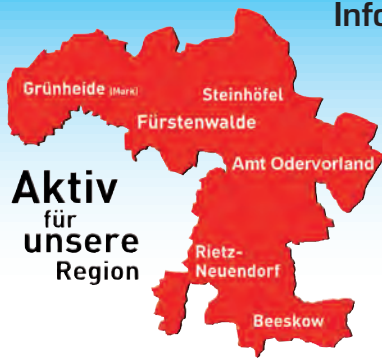 Info
Grünheide (Mark)
Steinhöfel
Fürstenwalde
Amt Odervorland
Aktiv
für
unsere
Region
Rietz-
Neuendorf
Beeskow